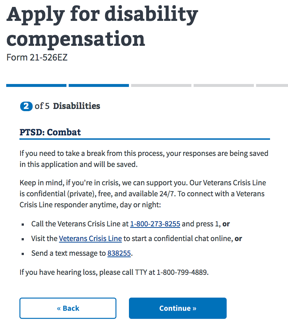 Apply for disability
compensation
Form 21-526EZ
2 of 5 Disabilities
PTSD: Combat
If you need to take a break from this process, your responses are being saved
in this application and will be saved.
Keep in mind, if you're in crisis, we can support you. Our Veterans Crisis Line
is confidential (private), free, and available 24/7. To connect with a Veterans
Crisis Line responder anytime, day or night:
• Call the Veterans Crisis Line at 1-800-273-8255 and press 1, or
• Visit the Veterans Crisis Line to start a confidential chat online, or
• Send a text message to 838255.
If you have hearing loss, please call TTY at 1-800-799-4889.
« Back
Continue »